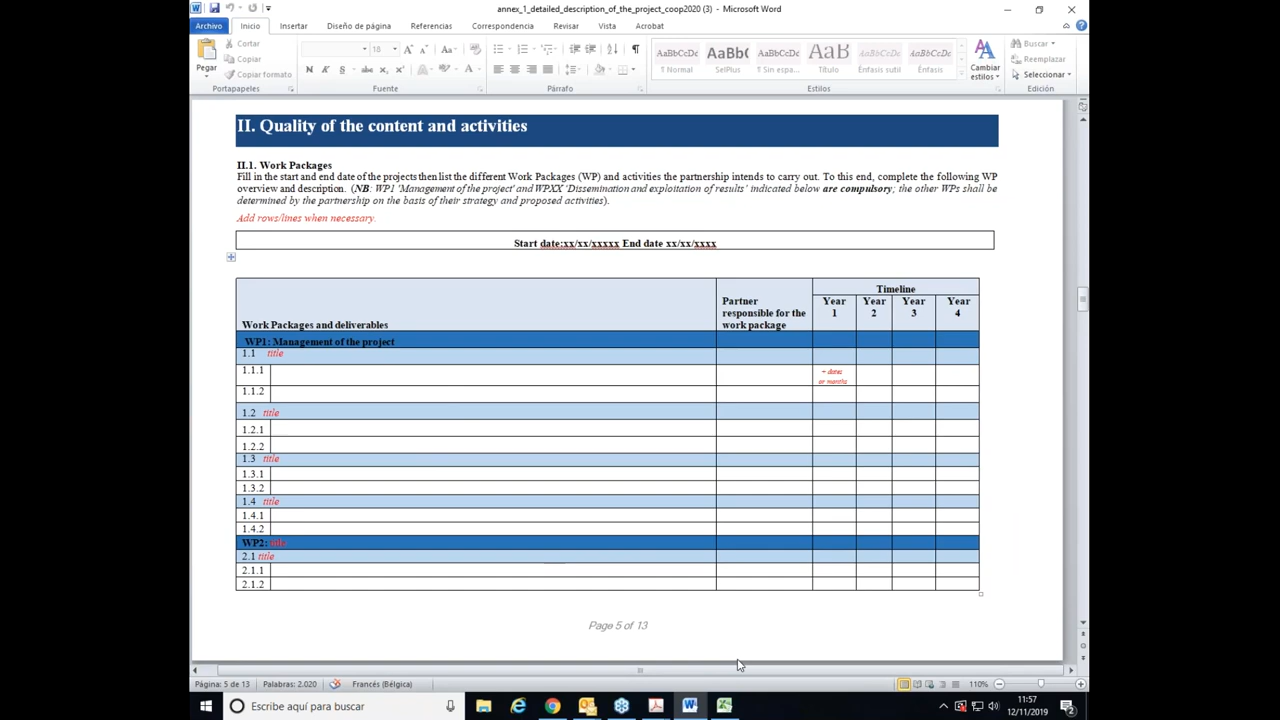 annex_1_detailed_description_of_the_project_coop2020 (3) - Microsoft Word
Archivo Inicio Insertar Diseño de página Referencias Correspondencia Revisar Vista Acrobat
Pegar
Cortar
Copiar
Copiar formato
Portapapeles
18
N K S
Fuente
Párrafo
AaBbCcDc AaBbC AaBbCcDc AaB AaBbCcDc AaBbCcDc
¶ Normal SelPlus ¶ Sin espa... Título Énfasis sutil Énfasis
Estilos
Cambiar estilos
Buscar
Reemplazar
Seleccionar
Edición
II. Quality of the content and activities
II.1. Work Packages
Fill in the start and end date of the projects then list the different Work Packages (WP) and activities the partnership intends to carry out. To this end, complete the following WP
overview and description. (NB: WP1 'Management of the project' and WPXX 'Dissemination and exploitation of results' indicated below are compulsory; the other WPs shall be
determined by the partnership on the basis of their strategy and proposed activities).
Add rows/lines when necessary.
Start date:xx/xx/xxxxx End date xx/xx/xxxx
Work Packages and deliverables
Partner
responsible for the
work package
Timeline
Year 1
Year 2
Year 3
Year 4
WP1: Management of the project
1.1 title
1.1.1
+ dates
or months
1.1.2
1.2 title
1.2.1
1.2.2
1.3 title
1.3.1
1.3.2
1.4 title
1.4.1
1.4.2
WP2: title
2.1 title
2.1.1
2.1.2
Page 5 of 13
Página: 5 de 13 Palabras: 2.020 Francés (Bélgica) 110%
Escribe aquí para buscar
11:57
12/11/2019
2